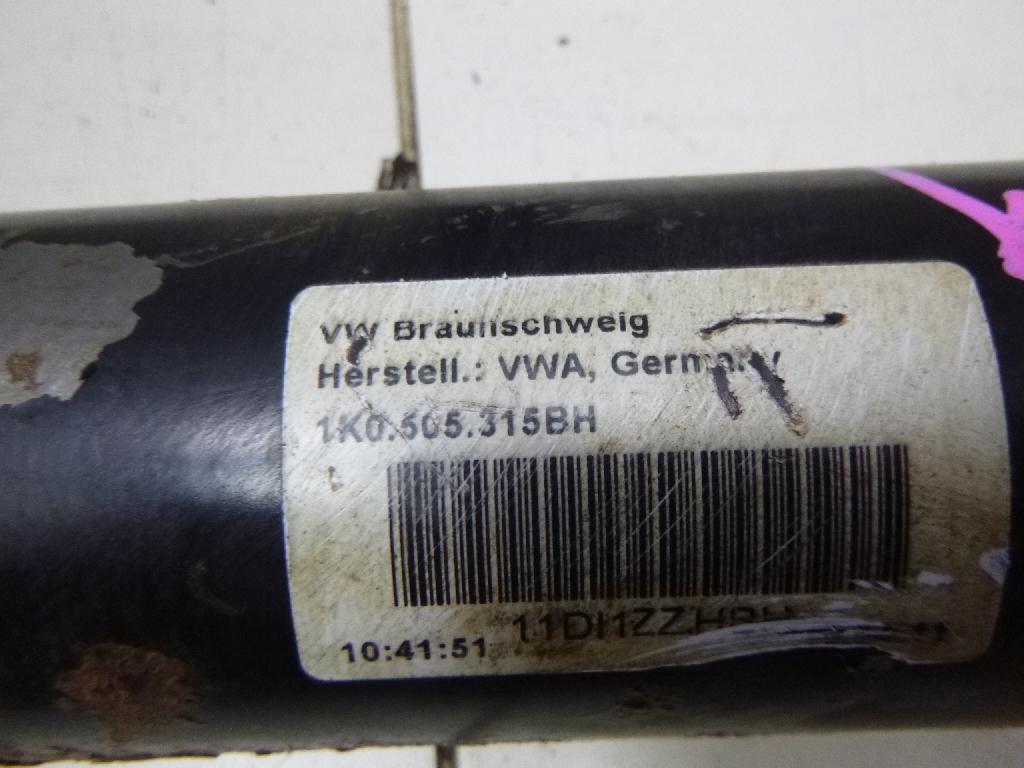 VW Braunschweig
Herstell.: VWA, Germany
1K0.505.315BH
10:41:51